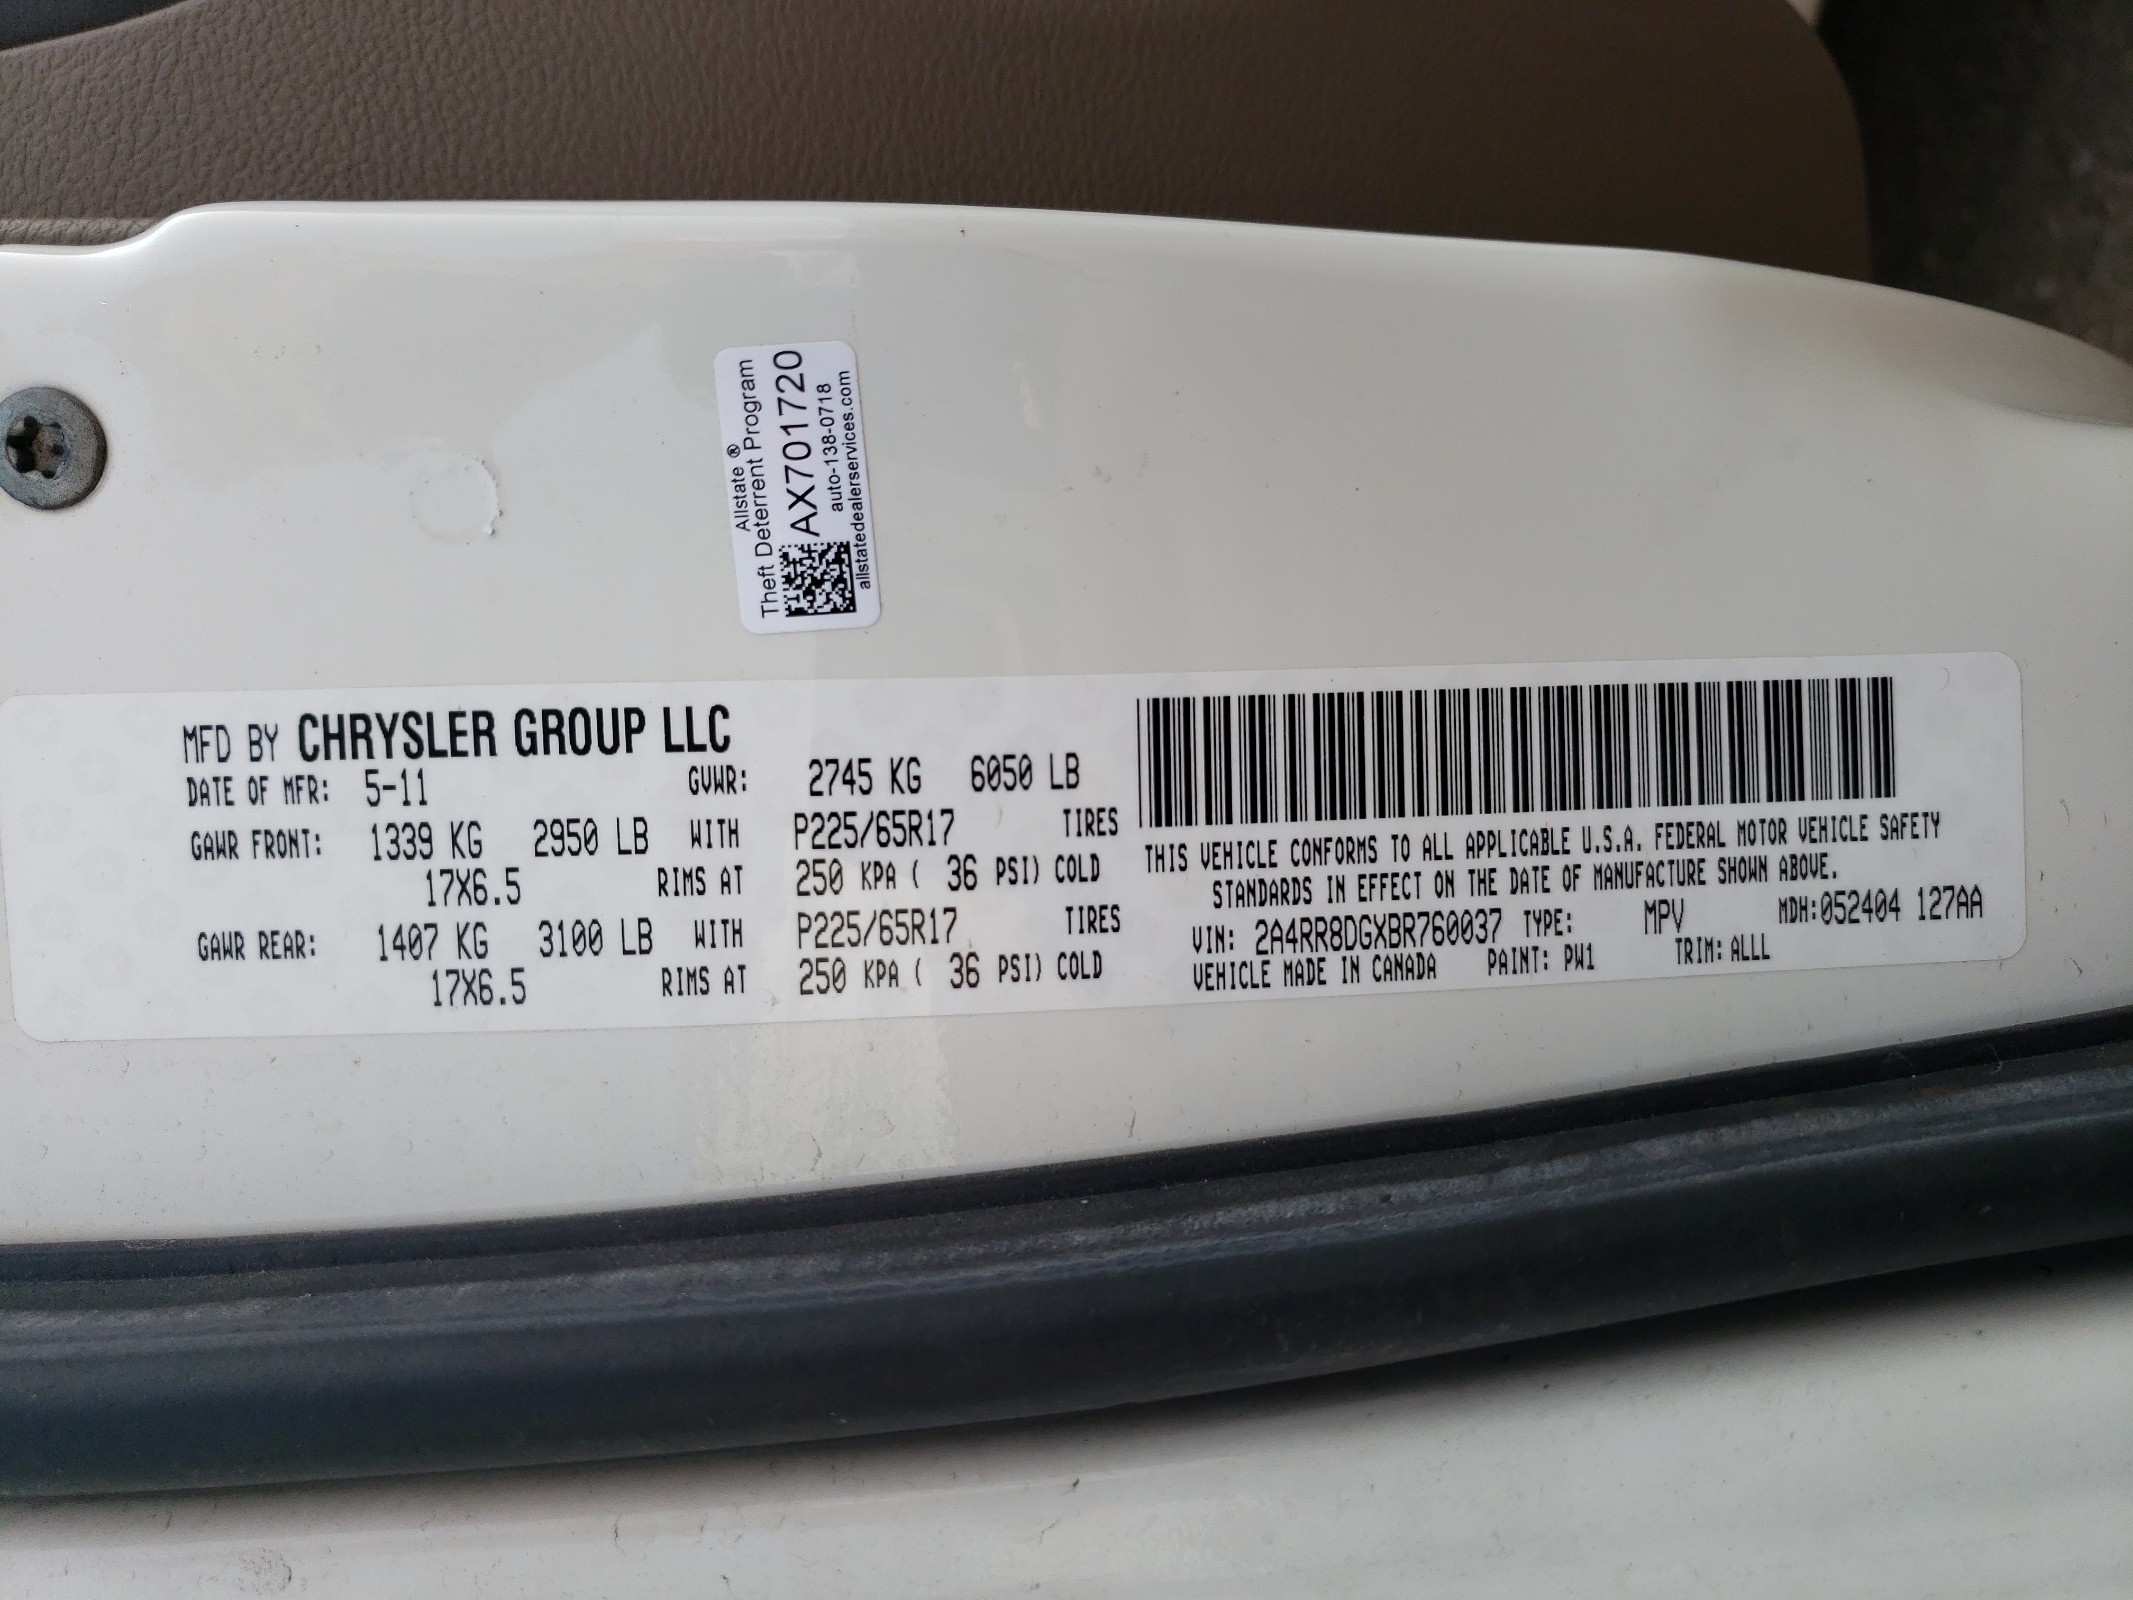 Allstate ®
Theft Deterrent Program
AX701720
auto-138-0718
allstatedealerservices.com
MFD BY CHRYSLER GROUP LLC
DATE OF MFR: 5-11 GVWR: 2745 KG 6050 LB
GAWR FRONT: 1339 KG 2950 LB WITH P225/65R17 TIRES
17X6.5 RIMS AT 250 KPA ( 36 PSI) COLD
GAWR REAR: 1407 KG 3100 LB WITH P225/65R17 TIRES
17X6.5 RIMS AT 250 KPA ( 36 PSI) COLD
THIS VEHICLE CONFORMS TO ALL APPLICABLE U.S.A. FEDERAL MOTOR VEHICLE SAFETY
STANDARDS IN EFFECT ON THE DATE OF MANUFACTURE SHOWN ABOVE.
VIN: 2A4RR8DGXBR760037 TYPE: MPV MDH:052404 127AA
VEHICLE MADE IN CANADA PAINT: PW1 TRIM: ALLL